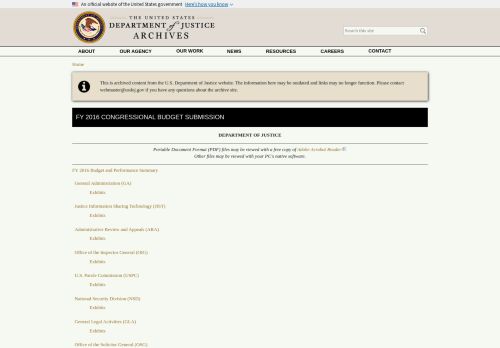 An official website of the United States government Here's how you know
THE UNITED STATES
DEPARTMENT of JUSTICE
ARCHIVES
Search this site
ABOUT OUR AGENCY OUR WORK NEWS RESOURCES CAREERS CONTACT
Home
This is archived content from the U.S. Department of Justice website. The information here may be outdated and links may no longer function. Please contact
webmaster@usdoj.gov if you have any questions about the archive site.
FY 2016 CONGRESSIONAL BUDGET SUBMISSION
DEPARTMENT OF JUSTICE
Portable Document Format (PDF) files may be viewed with a free copy of Adobe Acrobat Reader.
Other files may be viewed with your PC's native software.
FY 2016 Budget and Performance Summary
General Administration (GA)
Exhibits
Justice Information Sharing Technology (JIST)
Exhibits
Administrative Review and Appeals (ARA)
Exhibits
Office of the Inspector General (OIG)
Exhibits
U.S. Parole Commission (USPC)
Exhibits
National Security Division (NSD)
Exhibits
General Legal Activities (GLA)
Exhibits
Office of the Solicitor General (OSG)